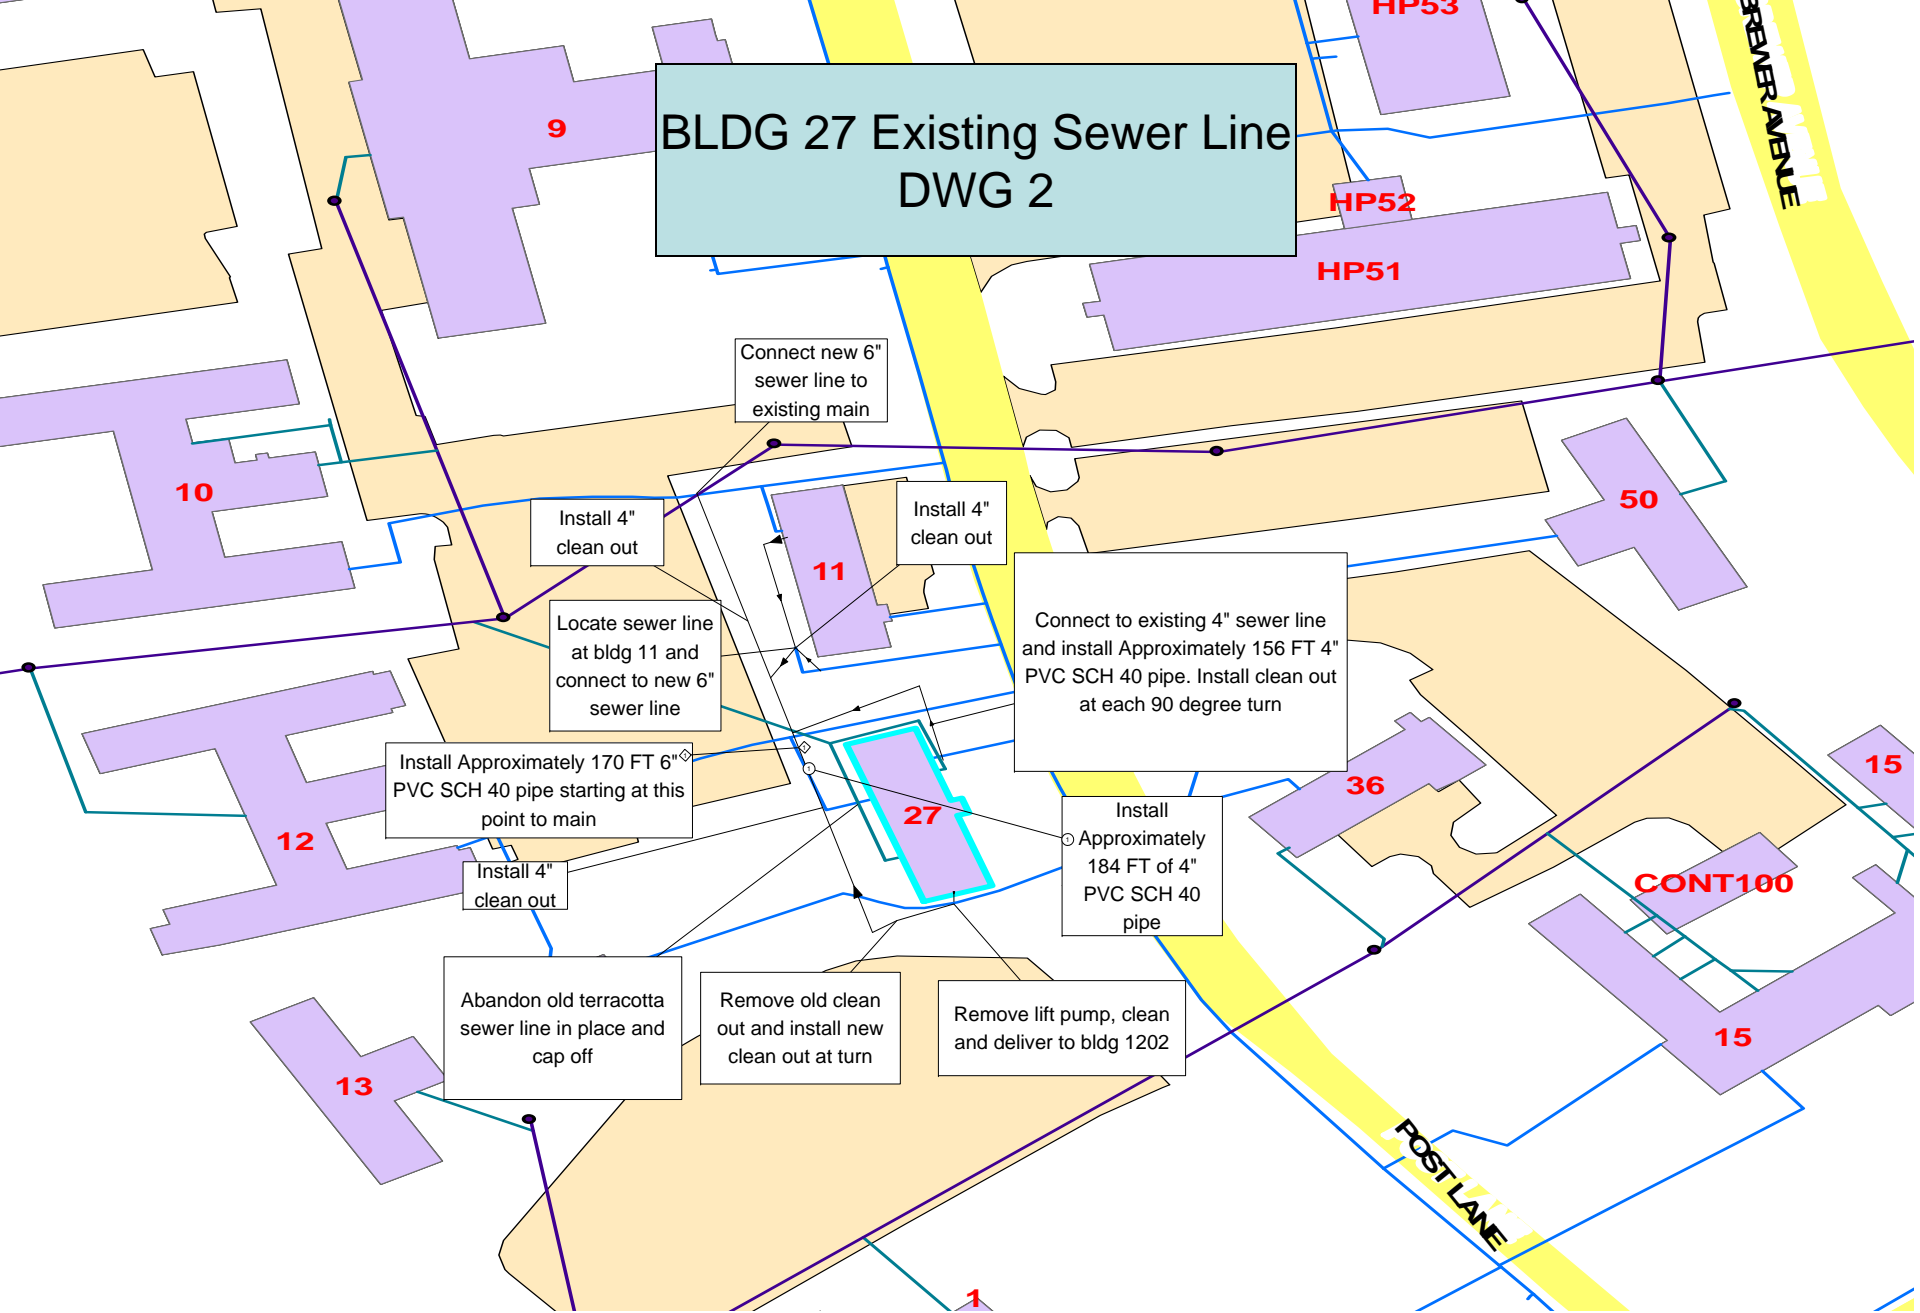 HP53
BREWER AVENUE
BLDG 27 Existing Sewer Line
DWG 2
9
HP52
HP51
Connect new 6"
sewer line to
existing main
10
50
Install 4"
clean out
Install 4"
clean out
11
Locate sewer line
at bldg 11 and
connect to new 6"
sewer line
Connect to existing 4" sewer line
and install Approximately 156 FT 4"
PVC SCH 40 pipe. Install clean out
at each 90 degree turn
Install Approximately 170 FT 6"
PVC SCH 40 pipe starting at this
point to main
1
1
1
36
15
27
12
Install
1
Approximately
184 FT of 4"
PVC SCH 40
pipe
Install 4"
clean out
CONT100
Abandon old terracotta
sewer line in place and
cap off
Remove old clean
out and install new
clean out at turn
Remove lift pump, clean
and deliver to bldg 1202
15
13
POST LANE
1